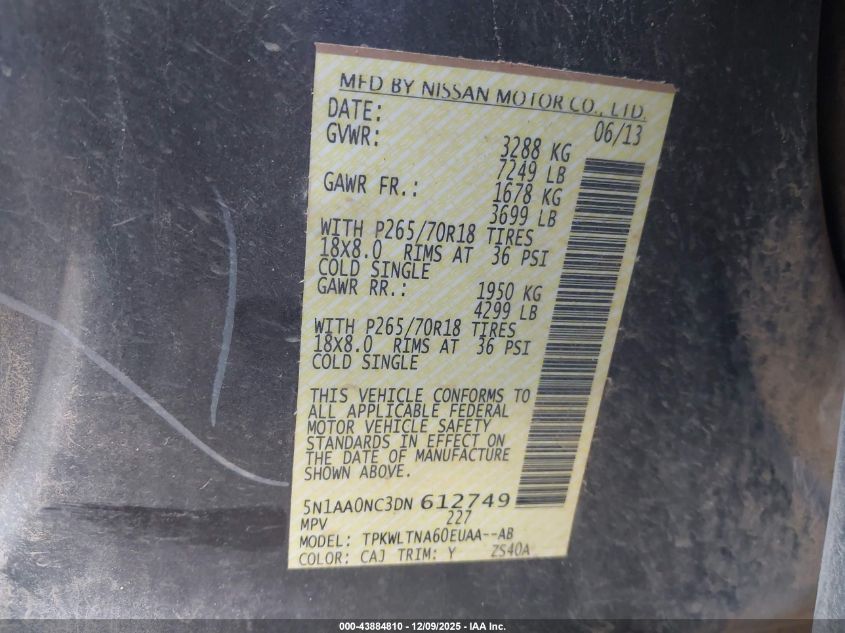 MFD BY NISSAN MOTOR CO., LTD.
DATE: 06/13
GVWR: 3288 KG
7249 LB
GAWR FR.: 1678 KG
3699 LB
WITH P265/70R18 TIRES
18X8.0 RIMS AT 36 PSI
COLD SINGLE
GAWR RR.: 1950 KG
4299 LB
WITH P265/70R18 TIRES
18X8.0 RIMS AT 36 PSI
COLD SINGLE
THIS VEHICLE CONFORMS TO
ALL APPLICABLE FEDERAL
MOTOR VEHICLE SAFETY
STANDARDS IN EFFECT ON
THE DATE OF MANUFACTURE
SHOWN ABOVE.
5N1AA0NC3DN 612749
MPV 227
MODEL: TPKWLTNA60EUAA--AB
COLOR: CAJ TRIM: Y ZS40A
000-43884810 - 12/09/2025 - IAA Inc.